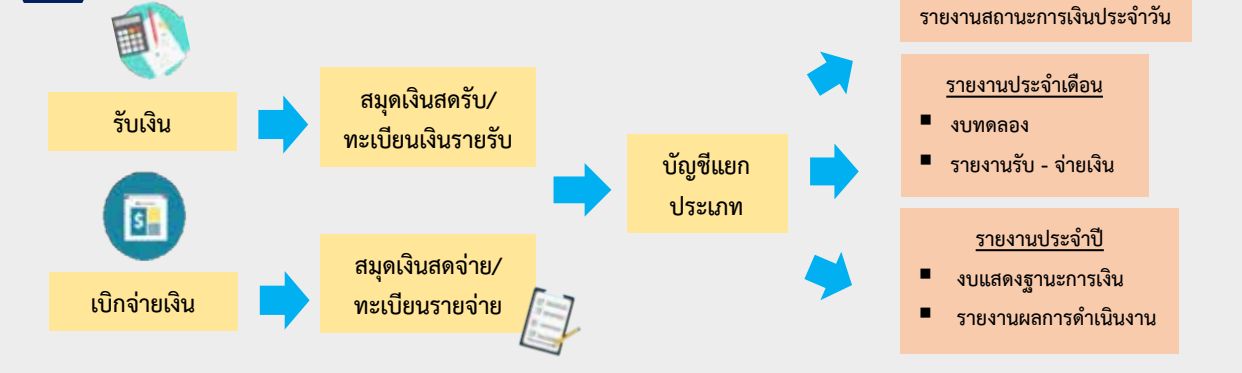 รับเงิน
สมุดเงินสดรับ/
ทะเบียนเงินรายรับ
เบิกจ่ายเงิน
สมุดเงินสดจ่าย/
ทะเบียนรายจ่าย
บัญชีแยก
ประเภท
รายงานสถานะการเงินประจำวัน
รายงานประจำเดือน
งบทดลอง
รายงานรับ - จ่ายเงิน
รายงานประจำปี
งบแสดงฐานะการเงิน
รายงานผลการดำเนินงาน